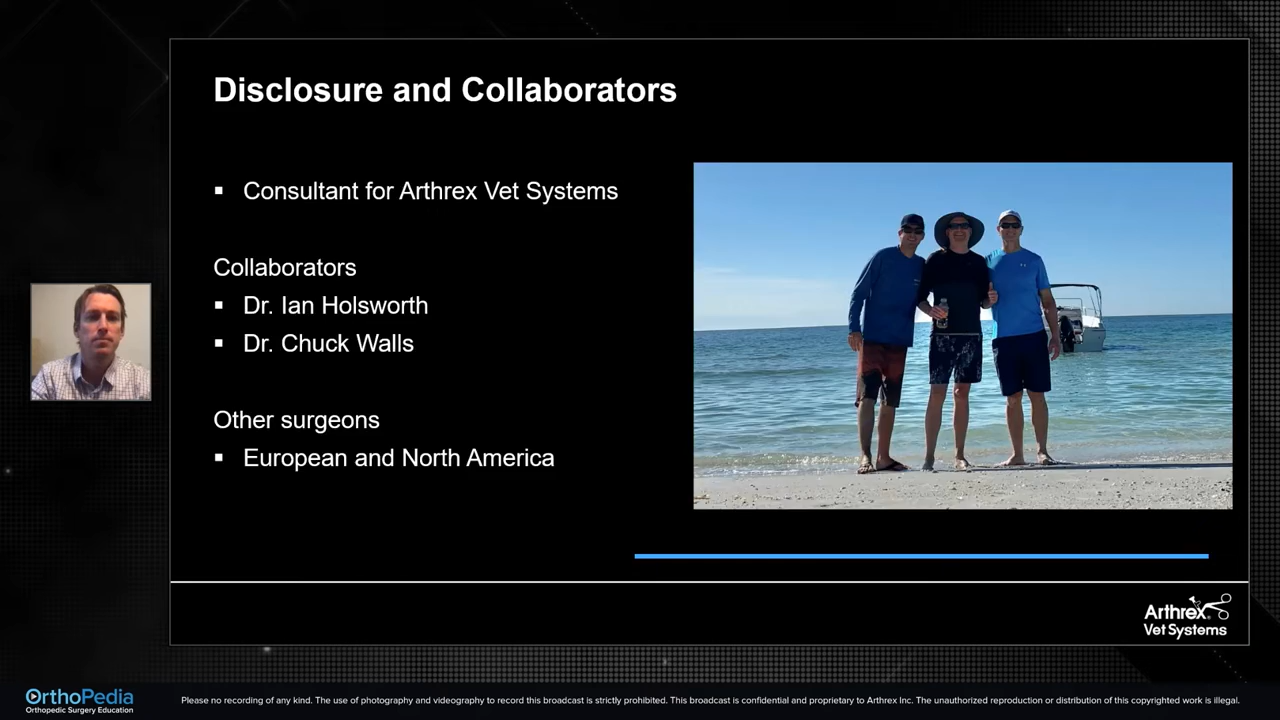 Disclosure and Collaborators
▪ Consultant for Arthrex Vet Systems
Collaborators
▪ Dr. Ian Holsworth
▪ Dr. Chuck Walls
Other surgeons
▪ European and North America
Arthrex
Vet Systems
OrthoPedia
Orthopedic Surgery Education
Please no recording of any kind. The use of photography and videography to record this broadcast is strictly prohibited. This broadcast is confidential and proprietary to Arthrex Inc. The unauthorized reproduction or distribution of this copyrighted work is illegal.